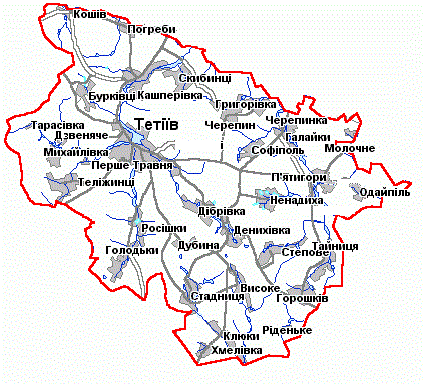 Кошів
Погреби
Скибинці
Бурківці
Кашперівка
Григорівка
Тетіїв
Тарасівка
Черепин
Черепинка
Дзвеняче
Галайки
Михайлівка
Софіполь
Молочне
Перше Травня
Теліжинці
П'ятигори
Одайпіль
Ненадиха
Дібрівка
Росішки
Денихівка
Дубина
Тайниця
Голодьки
Степове
Високе
Стадниця
Горошків
Клюки
Ріденьке
Хмелівка